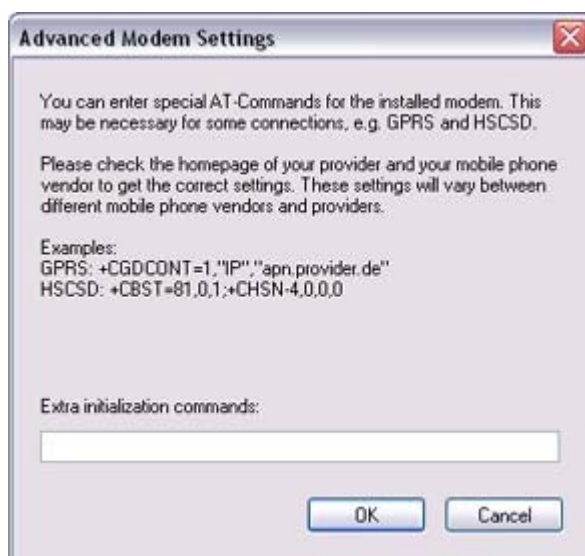 Advanced Modem Settings
You can enter special AT-Commands for the installed modem. This
may be necessary for some connections, e.g. GPRS and HSCSD.
Please check the homepage of your provider and your mobile phone
vendor to get the correct settings. These settings will vary between
different mobile phone vendors and providers.
Examples:
GPRS: +CGDCONT=1,"IP","apn.provider.de"
HSCSD: +CBST=81,0,1;+CHSN-4,0,0,0
Extra initialization commands:
OK
Cancel